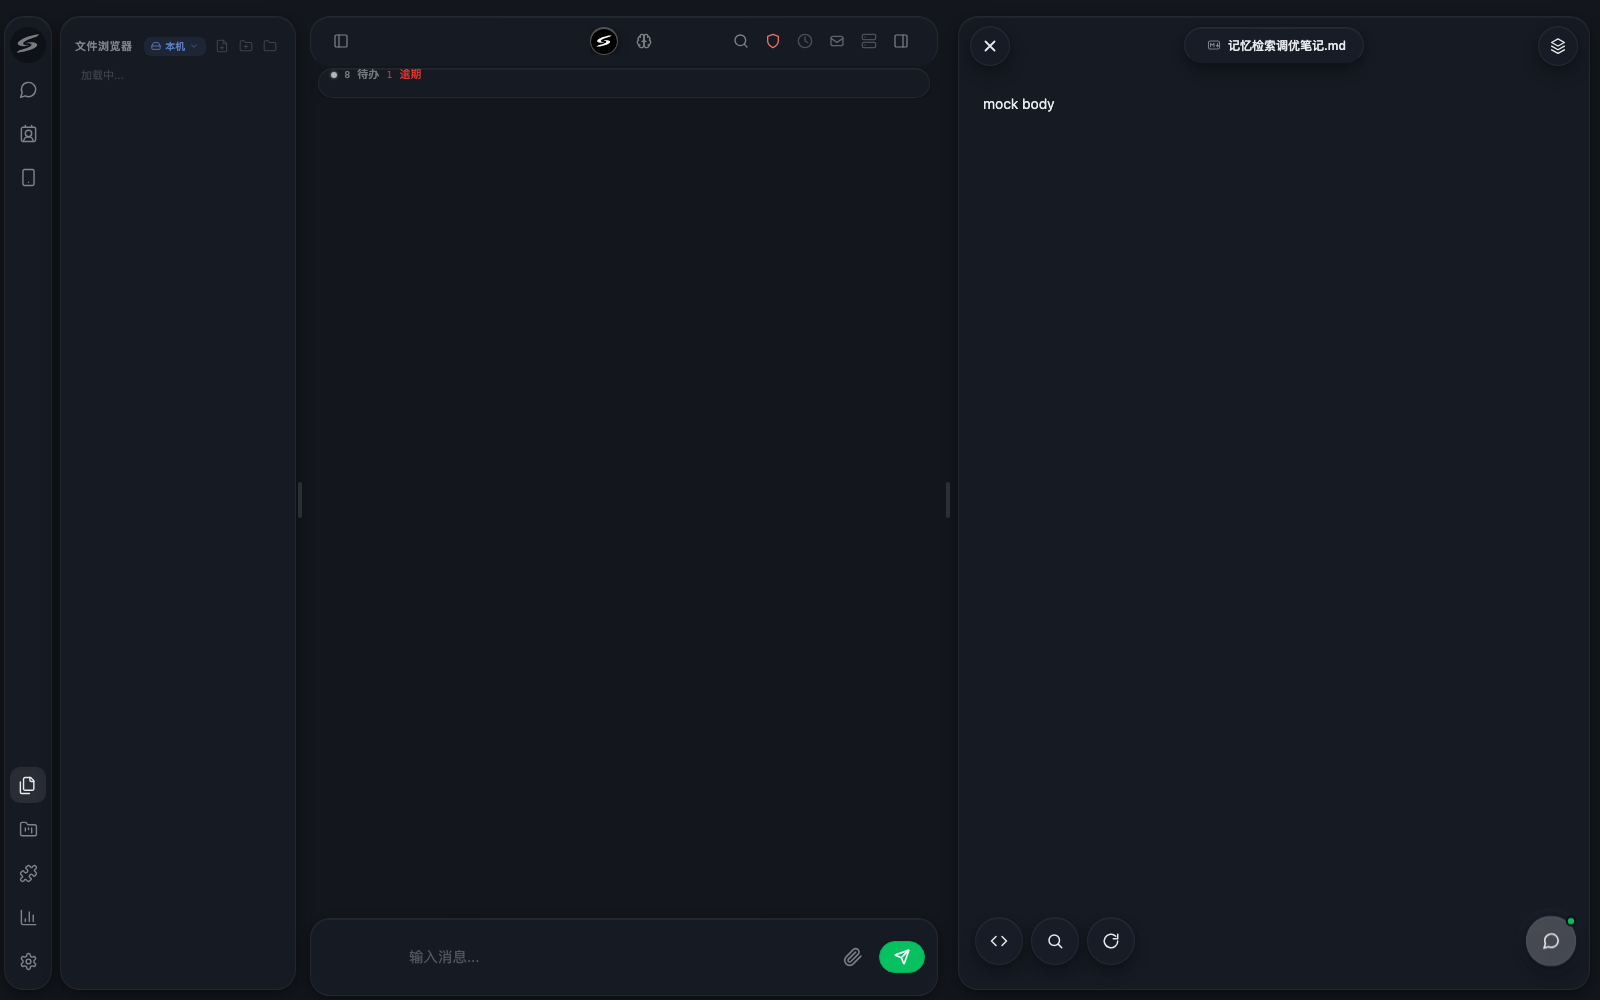 文件浏览器 本机
加载中...
8 待办 1 逾期
输入消息...
记忆检索调优笔记.md
mock body